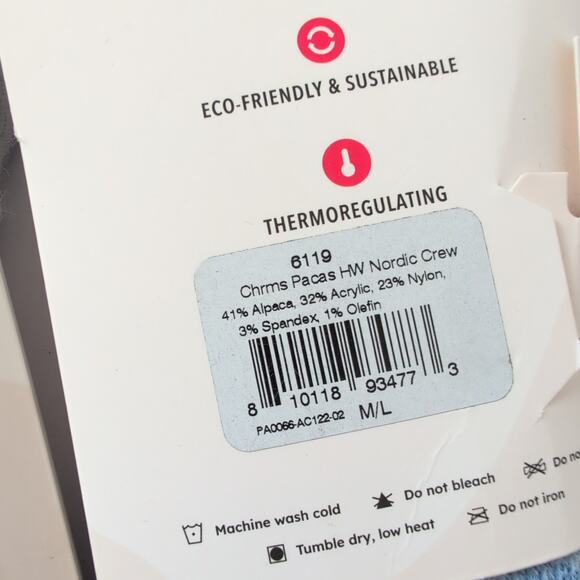 ECO-FRIENDLY & SUSTAINABLE
THERMOREGULATING
6119
Chrms Pacas HW Nordic Crew
41% Alpaca, 32% Acrylic, 23% Nylon,
3% Spandex, 1% Olefin
8 10118 93477 3
PA0066-AC122-02 M/L
Machine wash cold
Do not bleach
Do no
Tumble dry, low heat
Do not iron